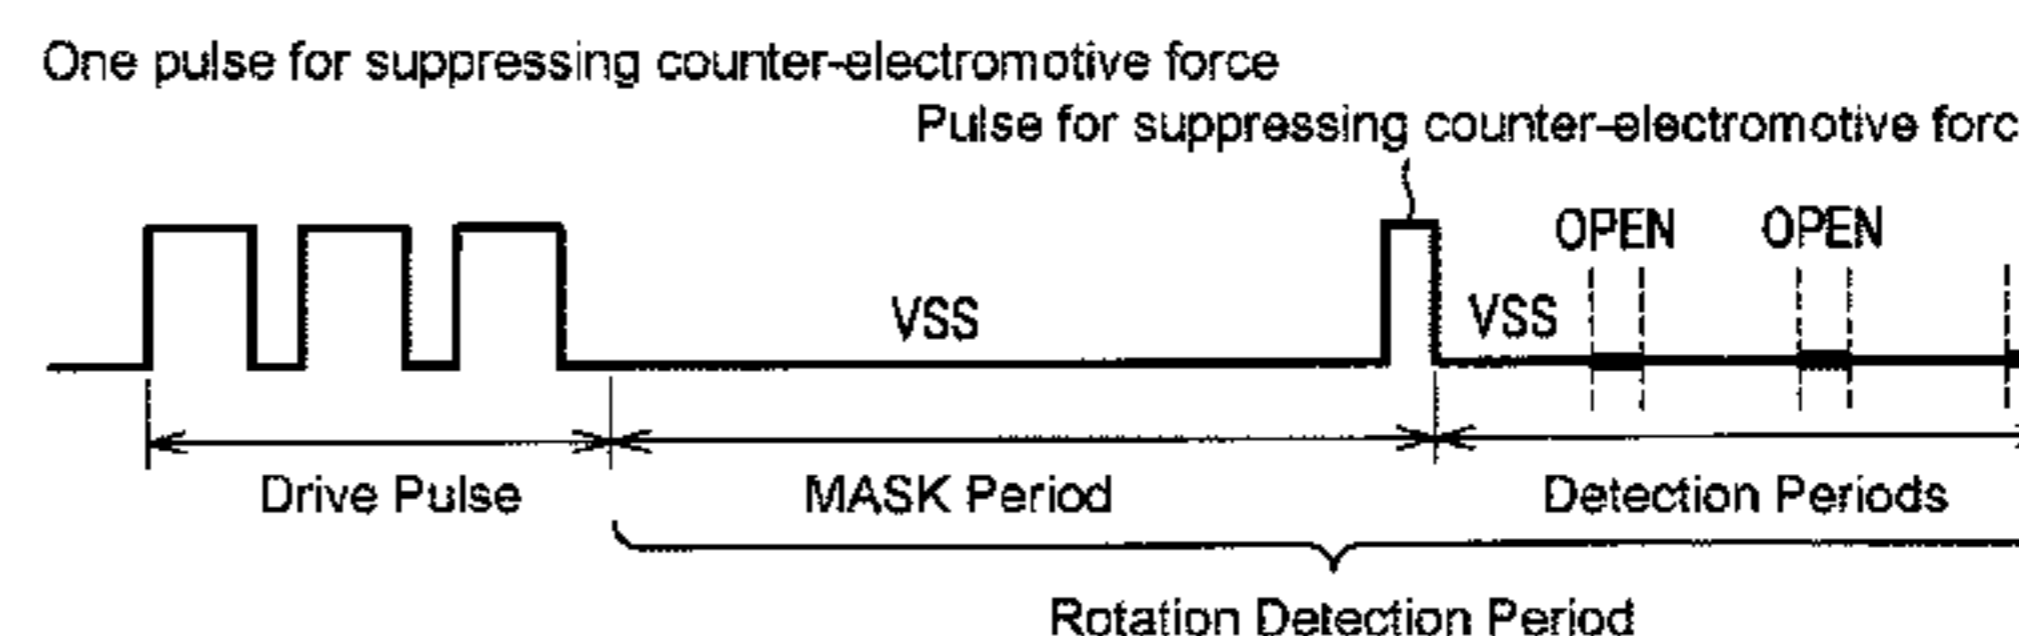 One pulse for suppressing counter-electromotive force
Pulse for suppressing counter-electromotive forc
OPEN OPEN
VSS VSS
Drive Pulse MASK Period Detection Periods
Rotation Detection Period